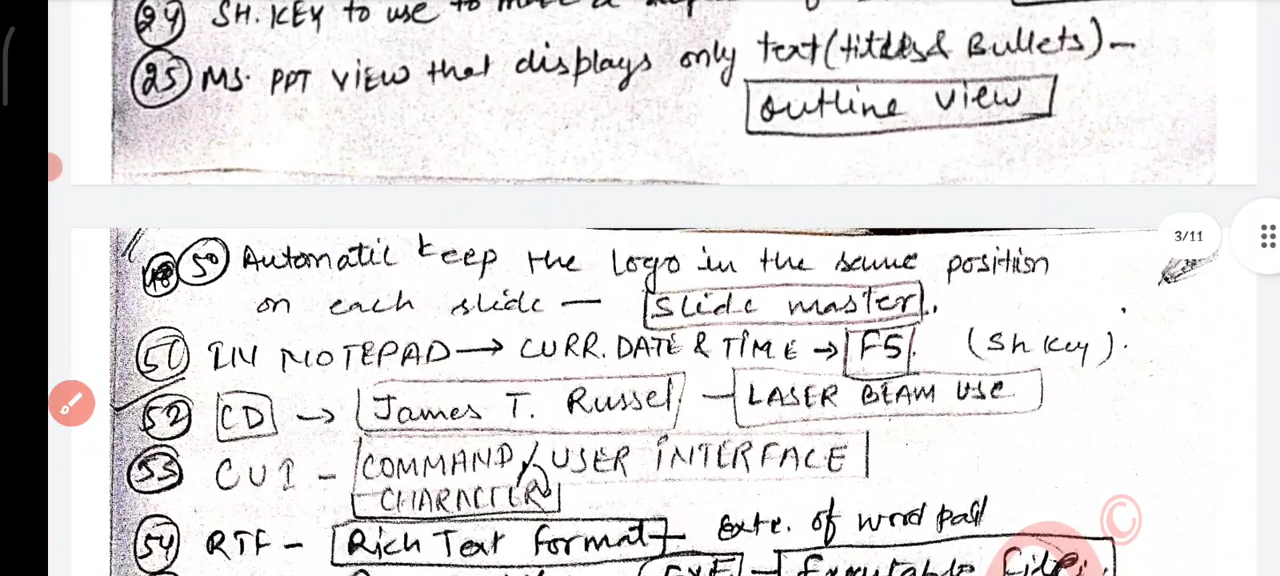 24 SH. KEY to use to
25 MS. PPT VIEW that displays only text (titles & Bullets) -
outline view
3/11
50 Automatic keep the Logo in the same position
on each slide - Slide master.
51 IN NOTEPAD → CURR. DATE & TIME → F5. (Sh Key).
52 CD → James T. Russel - LASER BEAM USE
53 CUI - COMMAND / USER INTERFACE
CHARACTER
54 RTF - Rich Text Format - Exte. of word pad
EXE - Executable File.
©